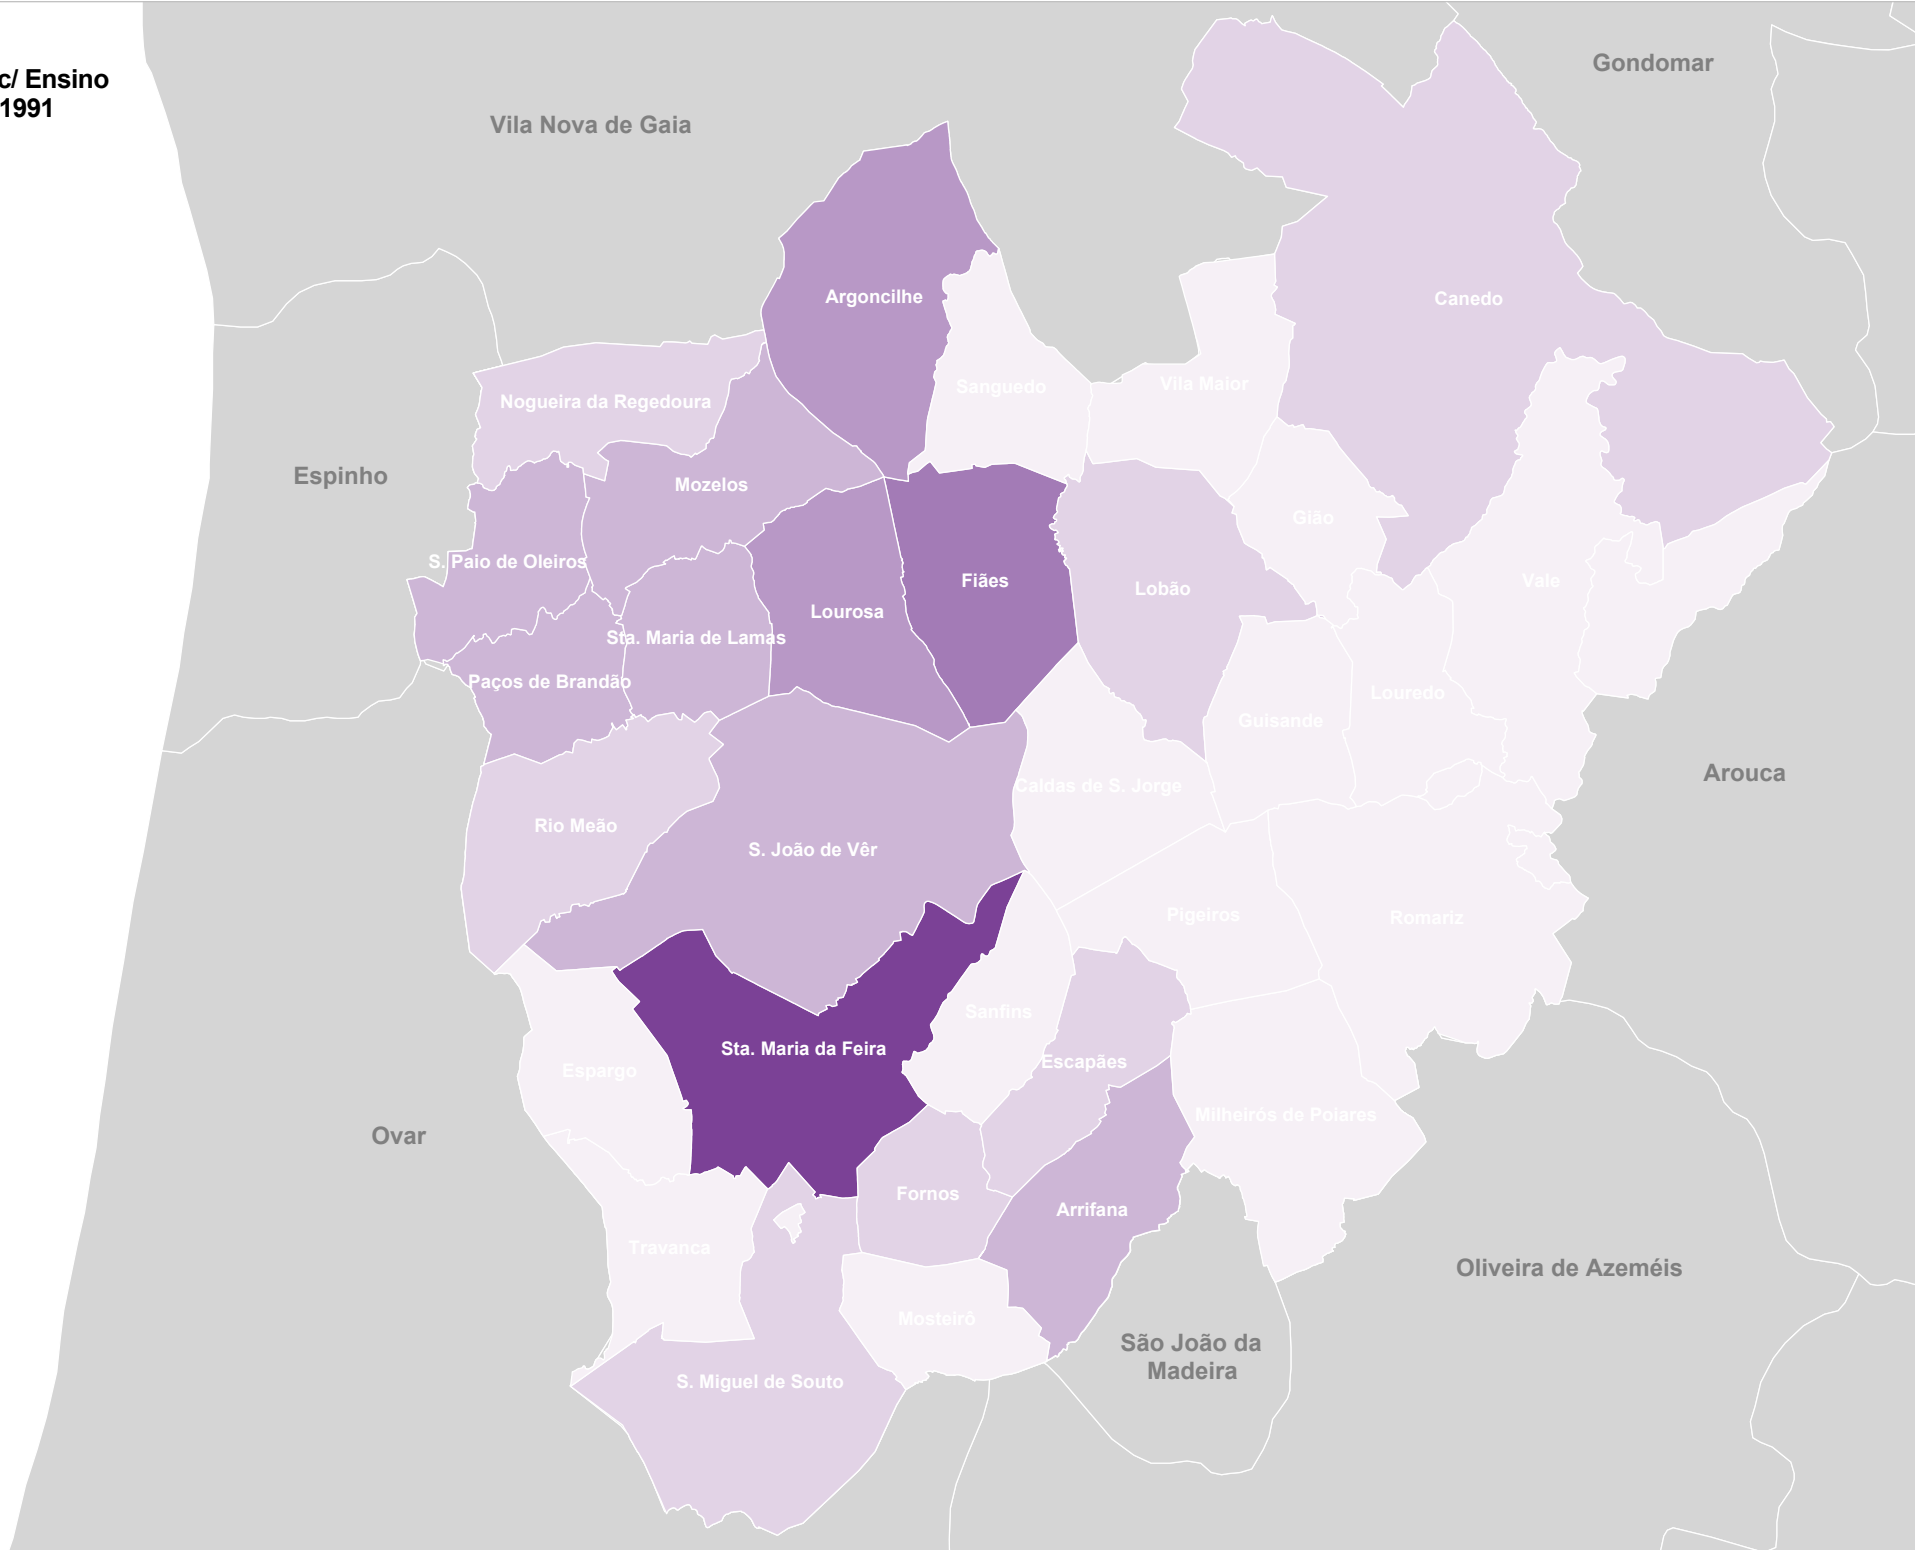 c/ Ensino
1991
Gondomar
Vila Nova de Gaia
Argoncilhe
Canedo
Sanguedo
Vila Maior
Nogueira da Regedoura
Espinho
Mozelos
Gião
S. Paio de Oleiros
Fiães
Lobão
Vale
Lourosa
Sta. Maria de Lamas
Paços de Brandão
Louredo
Guisande
Arouca
Caldas de S. Jorge
Rio Meão
S. João de Vêr
Pigeiros
Romariz
Sanfins
Sta. Maria da Feira
Escapães
Espargo
Milheirós de Poiares
Ovar
Fornos
Arrifana
Travanca
Oliveira de Azeméis
Mosteirô
São João da
Madeira
S. Miguel de Souto